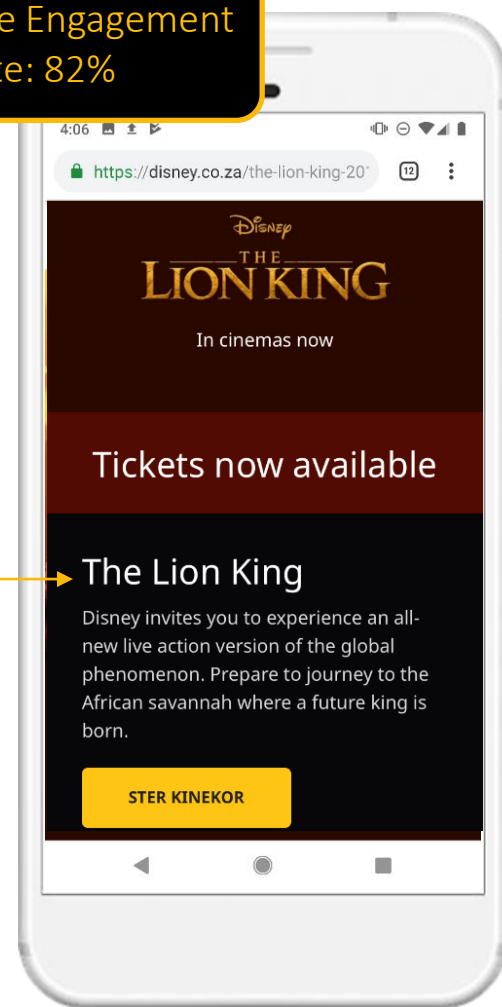 Engagement
82%
4:06
https://disney.co.za/the-lion-king-20
12
Disney
THE
LION KING
In cinemas now
Tickets now available
The Lion King
Disney invites you to experience an all-
new live action version of the global
phenomenon. Prepare to journey to the
African savannah where a future king is
born.
STER KINEKOR